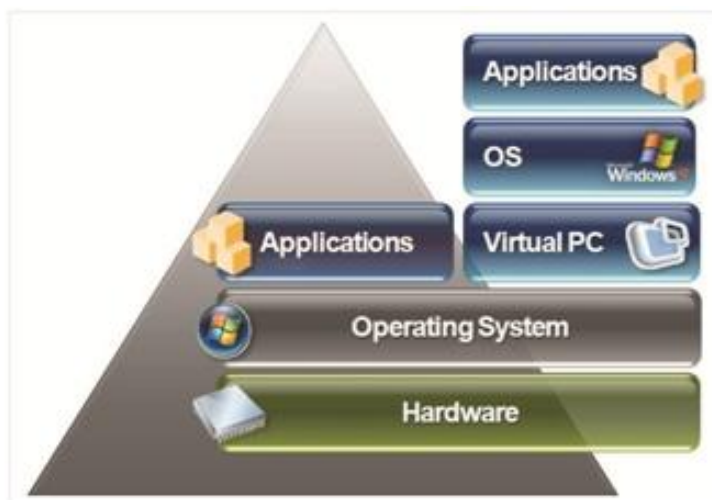 Applications
OS
Windows
Applications
Virtual PC
Operating System
Hardware